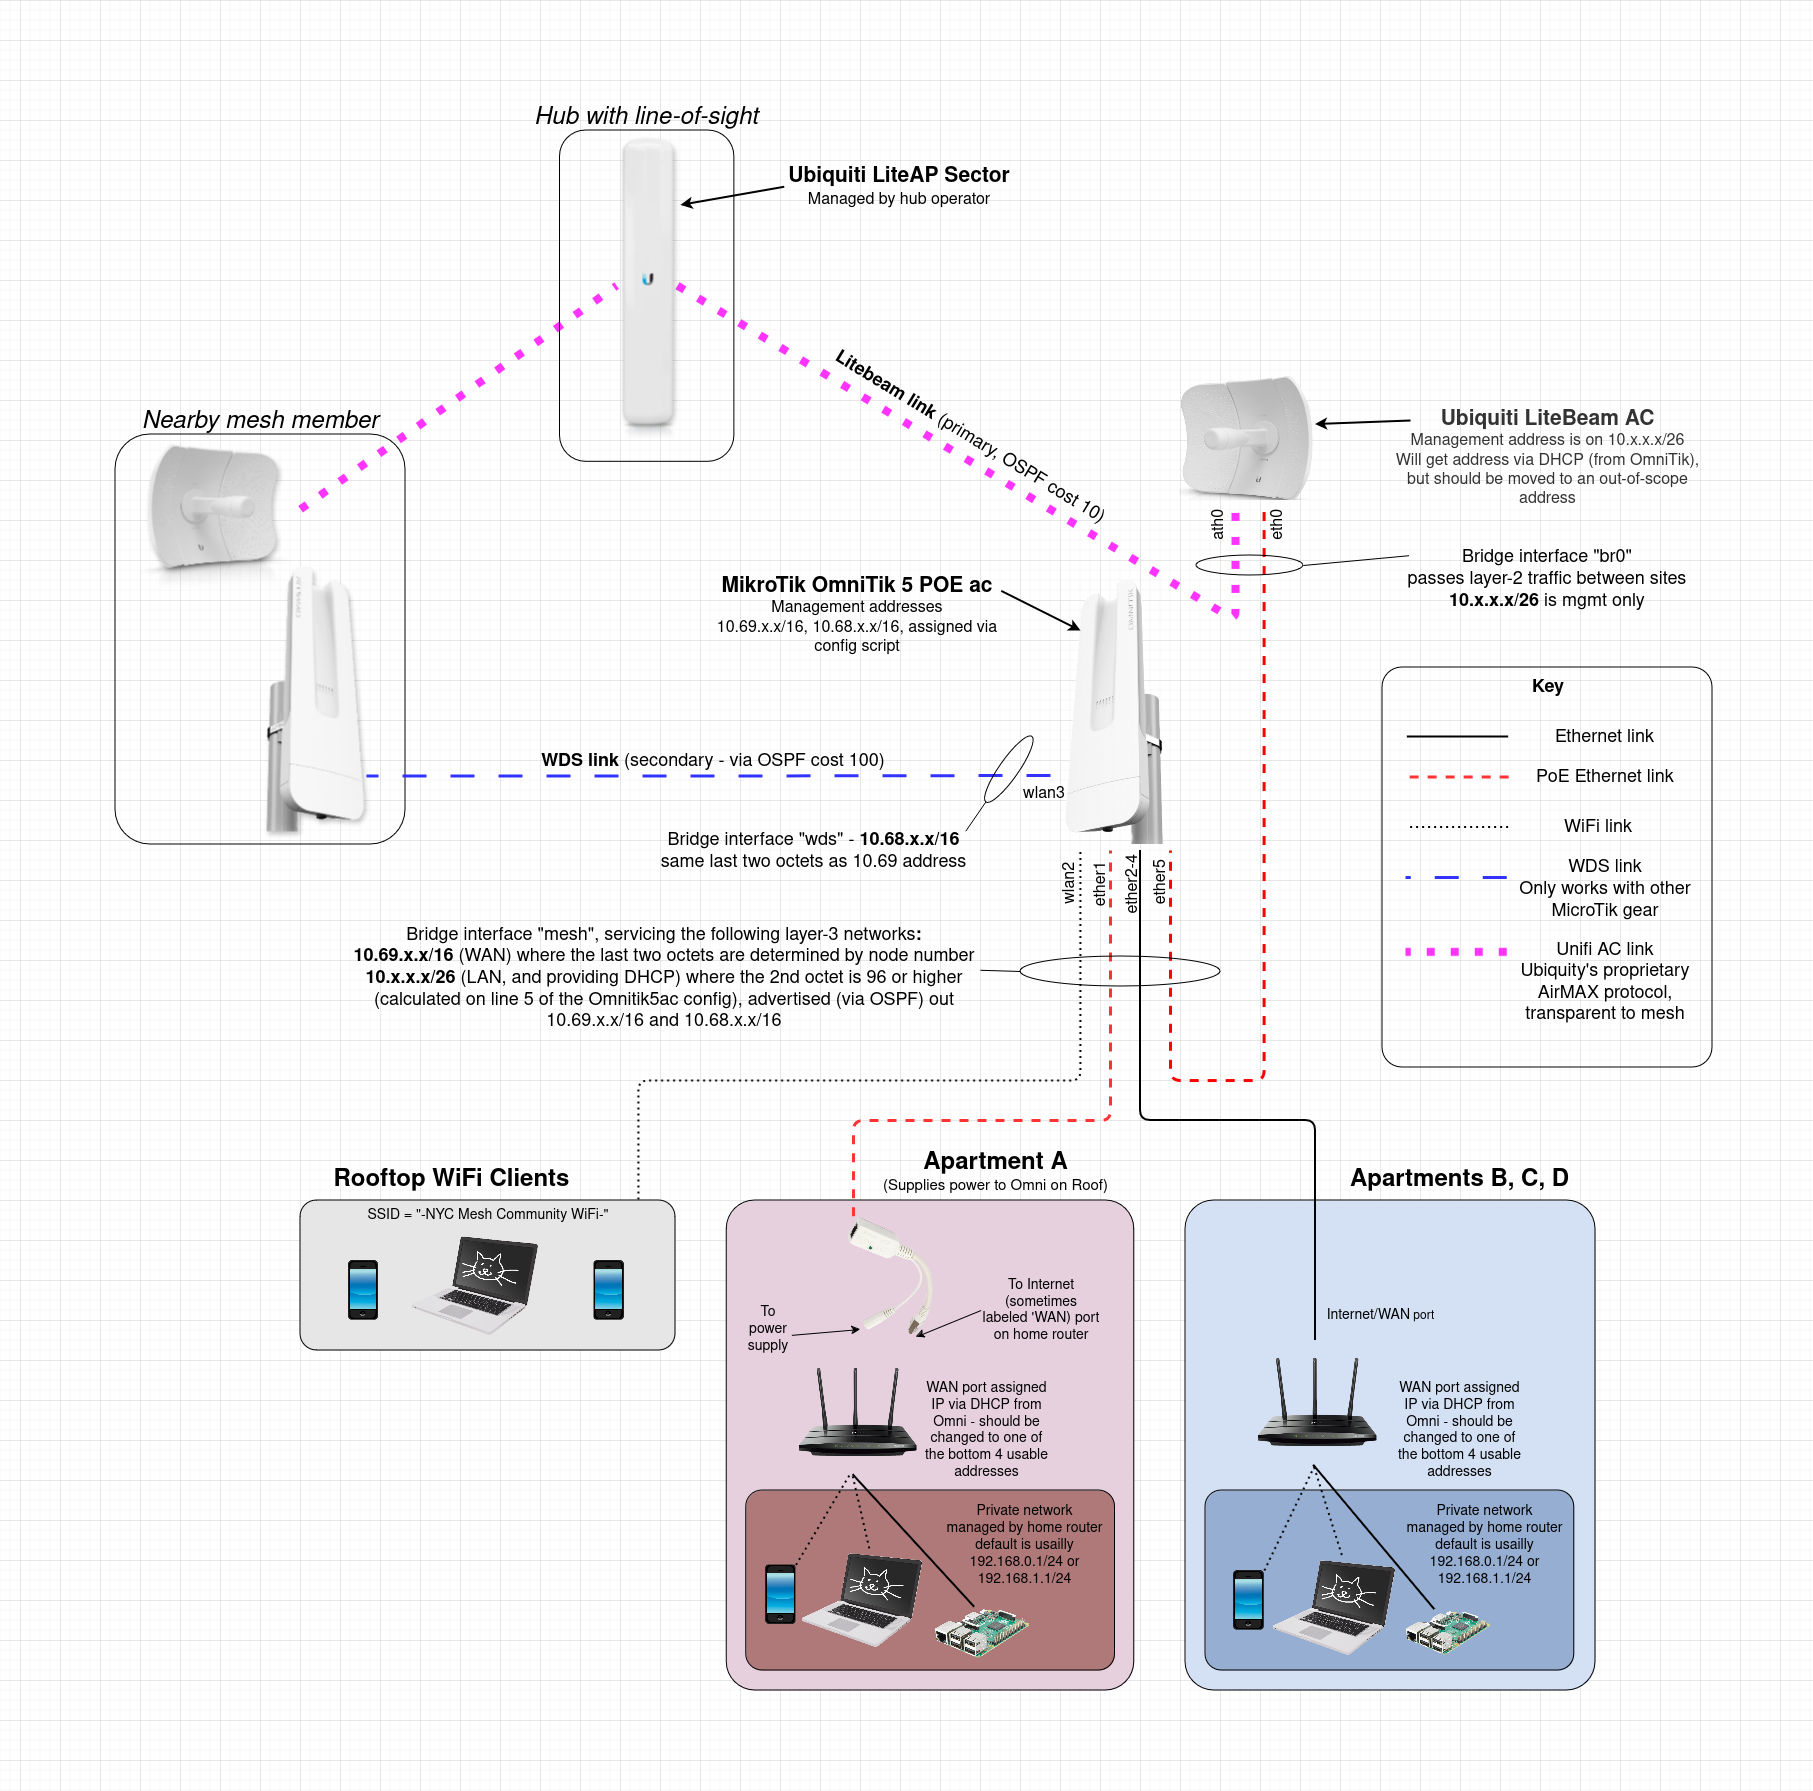 Hub with line-of-sight
Ubiquiti LiteAP Sector
Managed by hub operator
Litebeam link (primary, OSPF cost 10)
Nearby mesh member
Ubiquiti LiteBeam AC
Management address is on 10.x.x.x/26
Will get address via DHCP (from OmniTik),
but should be moved to an out-of-scope
address
ath0
eth0
Bridge interface "br0"
passes layer-2 traffic between sites
10.x.x.x/26 is mgmt only
MikroTik OmniTik 5 POE ac
Management addresses
10.69.x.x/16, 10.68.x.x/16, assigned via
config script
Key
Ethernet link
PoE Ethernet link
WiFi link
WDS link
Only works with other
MicroTik gear
Unifi AC link
Ubiquity's proprietary
AirMAX protocol,
transparent to mesh
WDS link (secondary - via OSPF cost 100)
wlan3
Bridge interface "wds" - 10.68.x.x/16
same last two octets as 10.69 address
wlan2
ether1
ether2-4
ether5
Bridge interface "mesh", servicing the following layer-3 networks:
10.69.x.x/16 (WAN) where the last two octets are determined by node number
10.x.x.x/26 (LAN, and providing DHCP) where the 2nd octet is 96 or higher
(calculated on line 5 of the Omnitik5ac config), advertised (via OSPF) out
10.69.x.x/16 and 10.68.x.x/16
Rooftop WiFi Clients
SSID = "-NYC Mesh Community WiFi-"
Apartment A
(Supplies power to Omni on Roof)
To
power
supply
To Internet
(sometimes
labeled 'WAN) port
on home router
WAN port assigned
IP via DHCP from
Omni - should be
changed to one of
the bottom 4 usable
addresses
Private network
managed by home router
default is usailly
192.168.0.1/24 or
192.168.1.1/24
Apartments B, C, D
Internet/WAN port
WAN port assigned
IP via DHCP from
Omni - should be
changed to one of
the bottom 4 usable
addresses
Private network
managed by home router
default is usailly
192.168.0.1/24 or
192.168.1.1/24